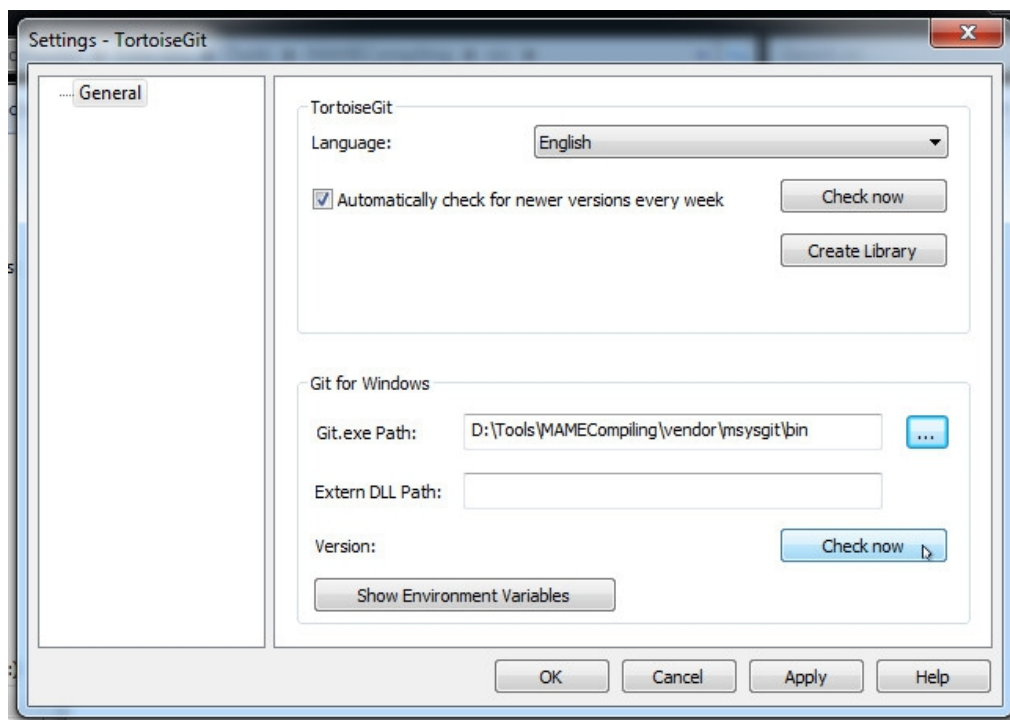 Settings - TortoiseGit
X
General
TortoiseGit
Language:
English
Automatically check for newer versions every week
Check now
Create Library
Git for Windows
Git.exe Path:
D:\Tools\MAMECompiling\vendor\msysgit\bin
...
Extern DLL Path:
Version:
Check now
Show Environment Variables
OK
Cancel
Apply
Help